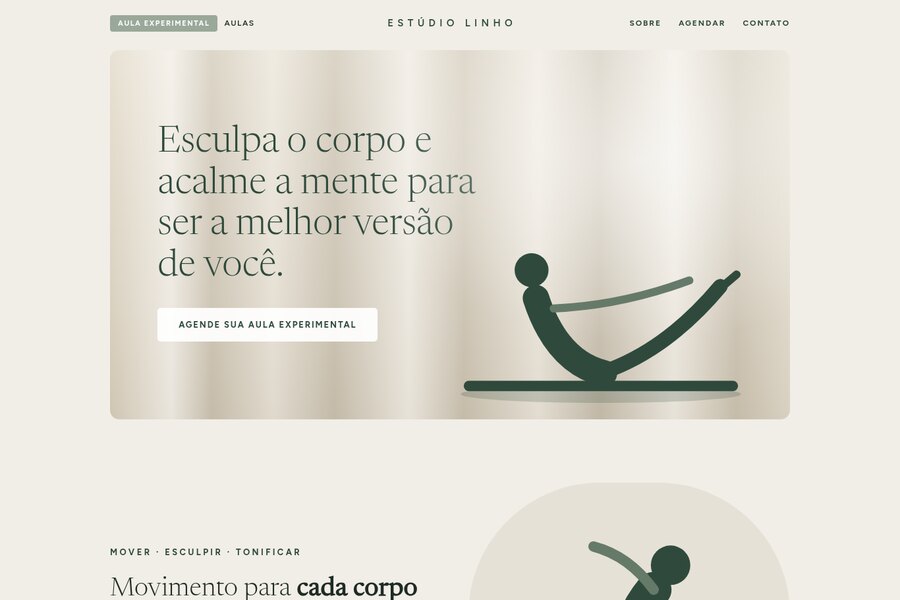 AULA EXPERIMENTAL
AULAS
ESTÚDIO LINHO
SOBRE
AGENDAR
CONTATO
Esculpa o corpo e
acalme a mente para
ser a melhor versão
de você.
AGENDE SUA AULA EXPERIMENTAL
MOVER · ESCULPIR · TONIFICAR
Movimento para cada corpo